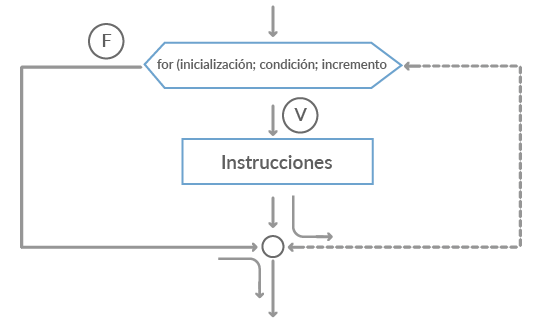 F
for (inicialización; condición; incremento
V
Instrucciones